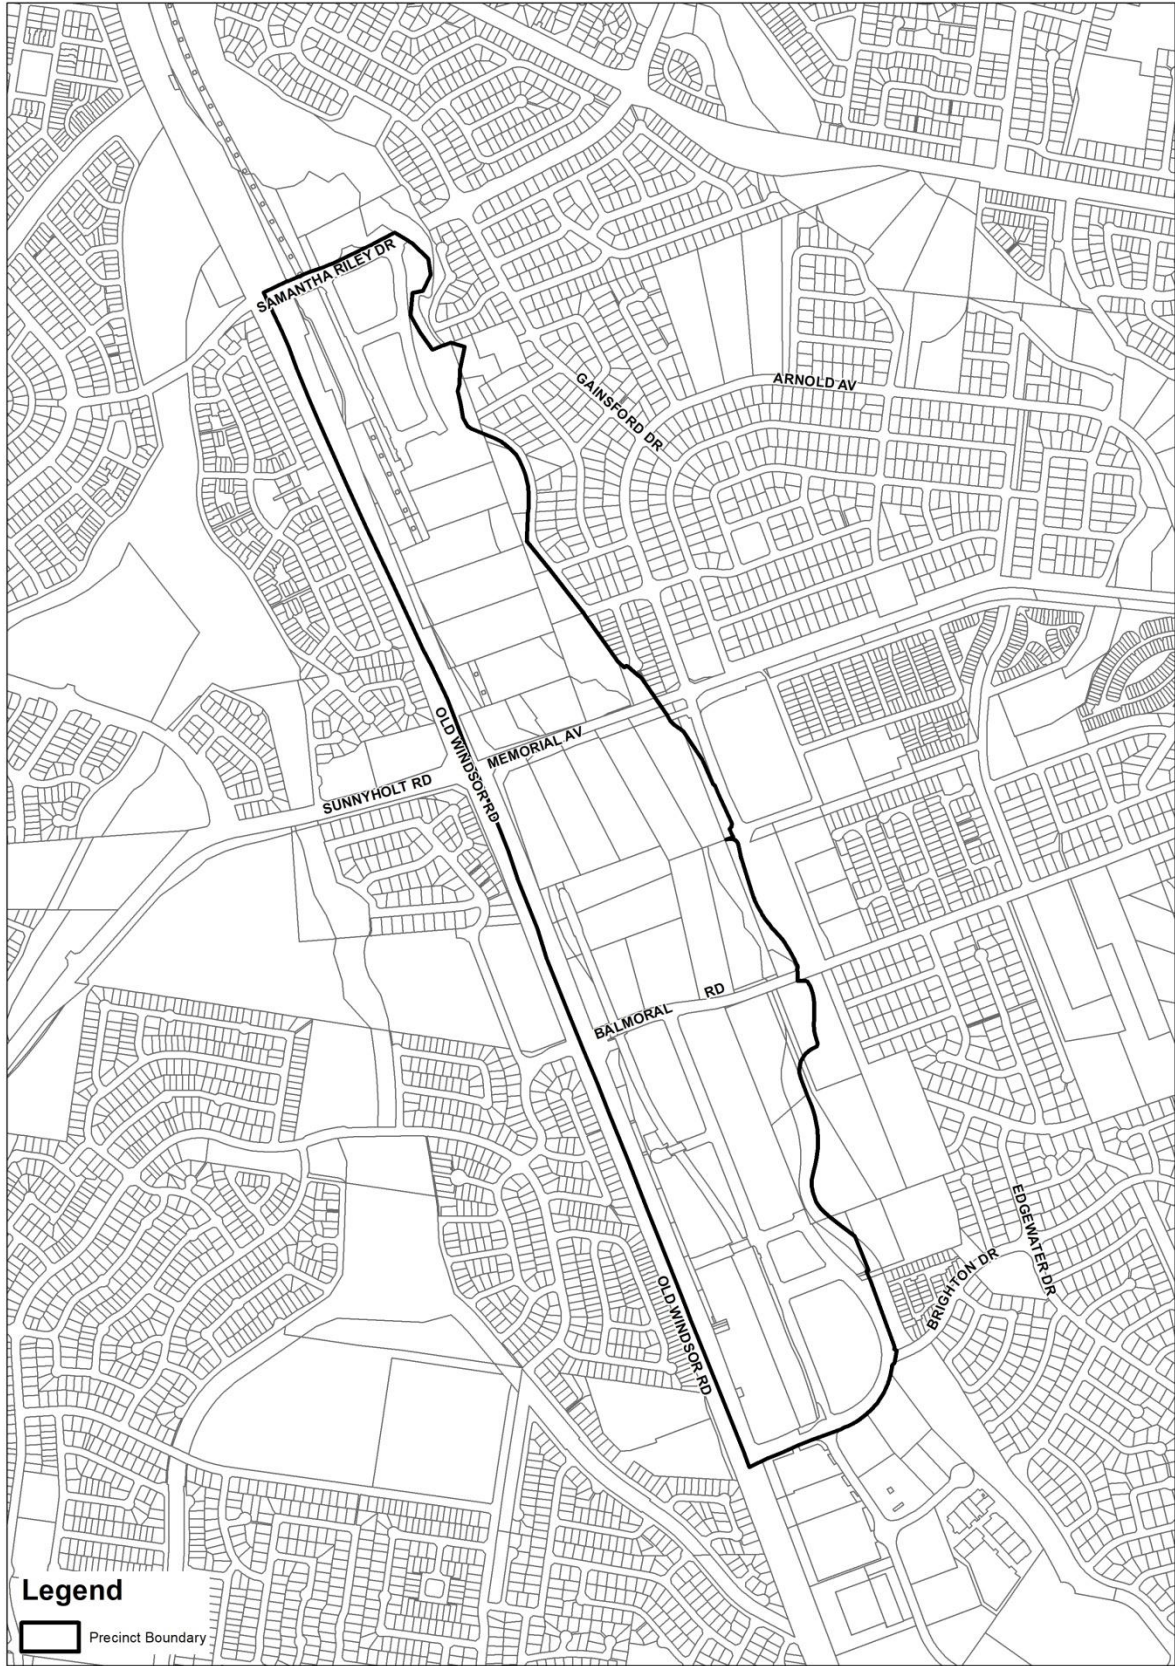 SAMANTHA RILEY DR
GAINSFORD DR
ARNOLD AV
OLD WINDSOR RD
MEMORIAL AV
SUNNYHOLT RD
BALMORAL RD
EDGEWATER DR
BRIGHTON DR
OLD WINDSOR RD
Legend
Precinct Boundary